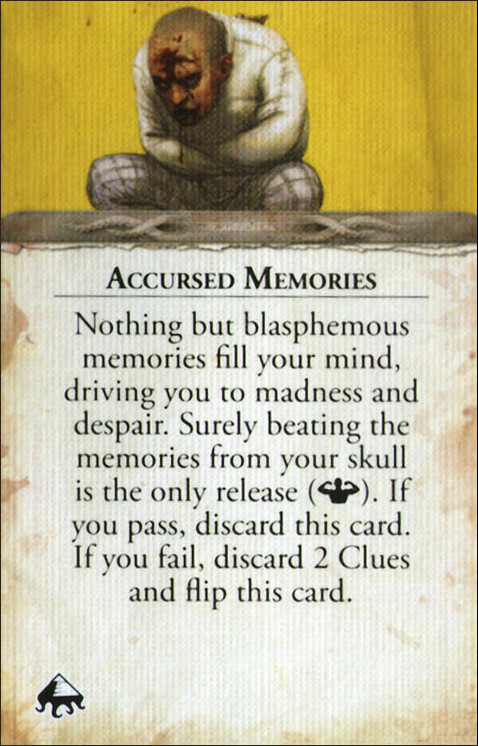 Accursed Memories
Nothing but blasphemous
memories fill your mind,
driving you to madness and
despair. Surely beating the
memories from your skull
is the only release ( ). If
you pass, discard this card.
If you fail, discard 2 Clues
and flip this card.